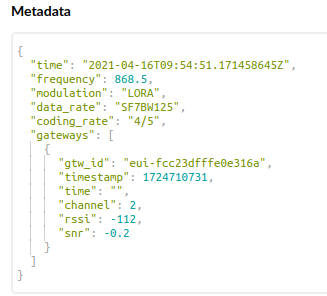 Metadata
{
"time": "2021-04-16T09:54:51.171458645Z",
"frequency": 868.5,
"modulation": "LORA",
"data_rate": "SF7BW125",
"coding_rate": "4/5",
"gateways": [
{
"gtw_id": "eui-fcc23dfffe0e316a",
"timestamp": 1724710731,
"time": "",
"channel": 2,
"rssi": -112,
"snr": -0.2
}
]
}